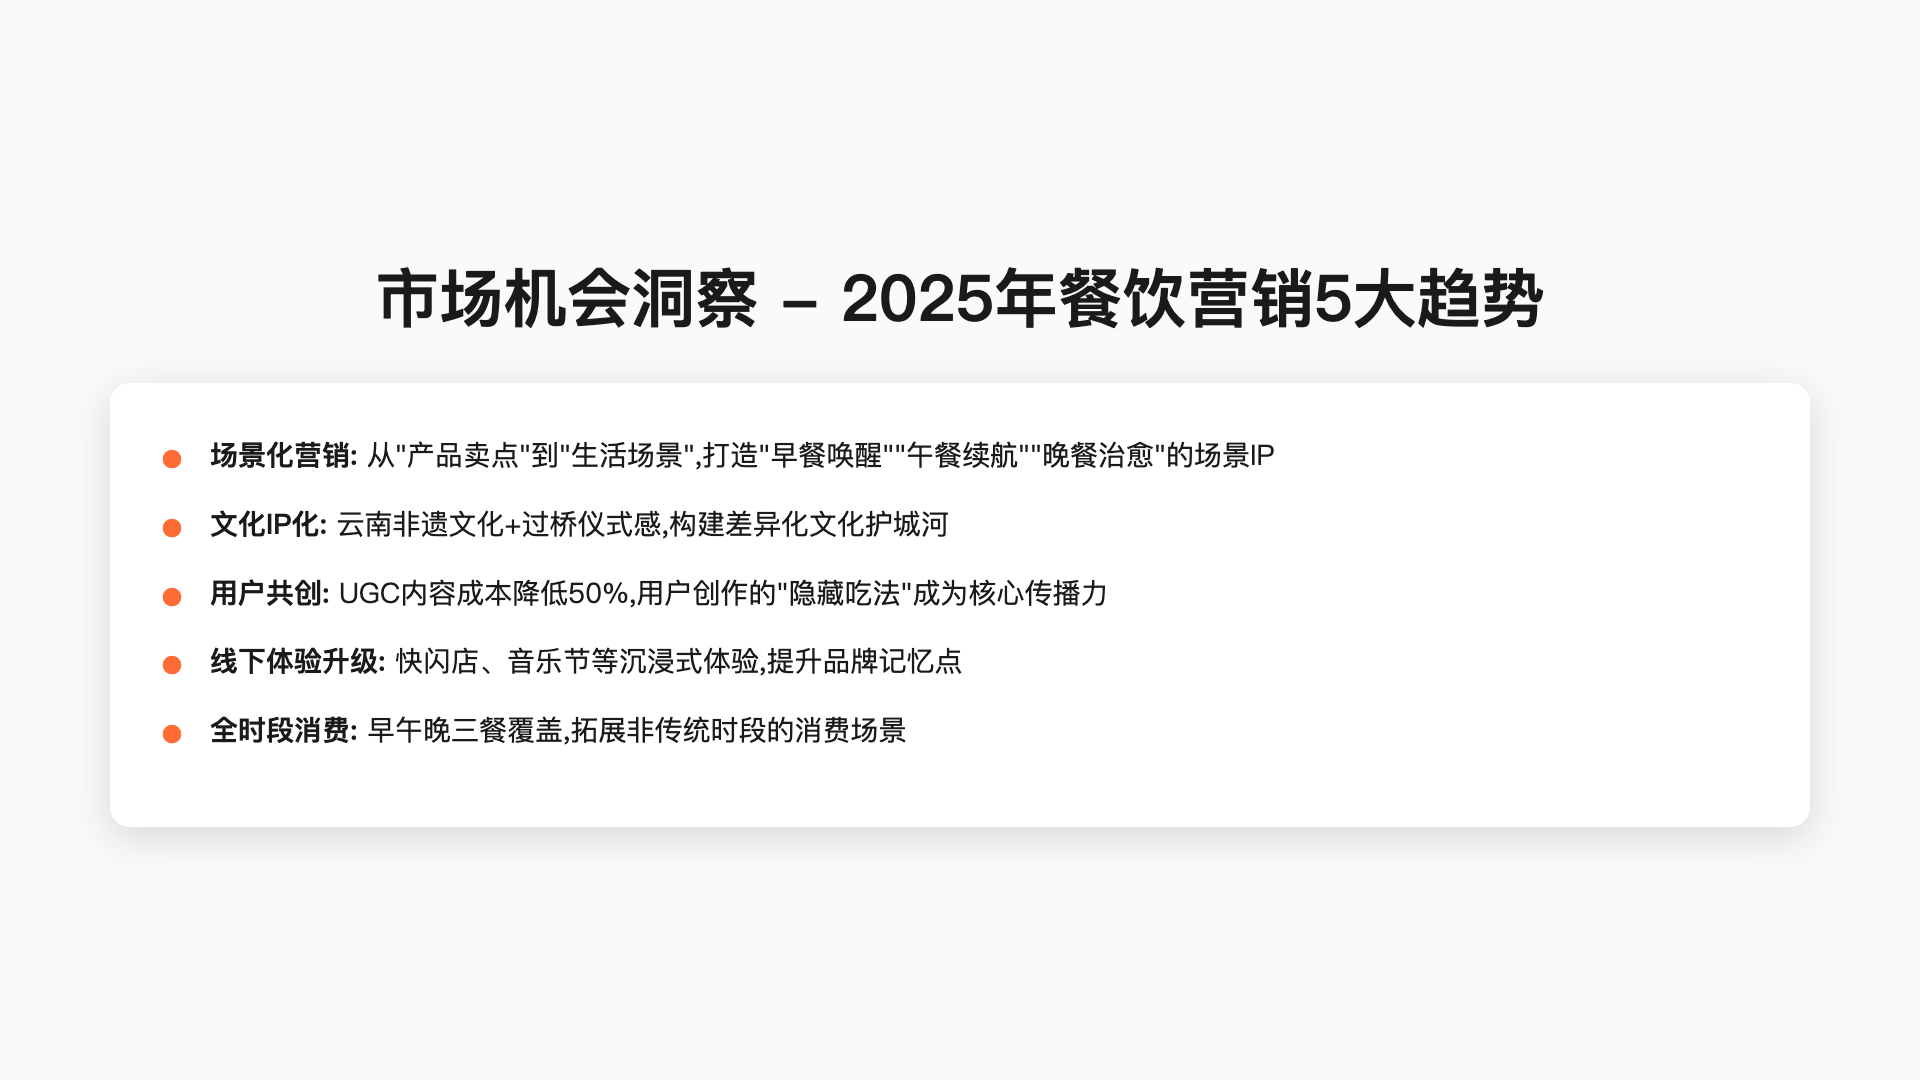 市场机会洞察 – 2025年餐饮营销5大趋势
场景化营销: 从"产品卖点"到"生活场景",打造"早餐唤醒""午餐续航""晚餐治愈"的场景IP
文化IP化: 云南非遗文化+过桥仪式感,构建差异化文化护城河
用户共创: UGC内容成本降低50%,用户创作的"隐藏吃法"成为核心传播力
线下体验升级: 快闪店、音乐节等沉浸式体验,提升品牌记忆点
全时段消费: 早午晚三餐覆盖,拓展非传统时段的消费场景